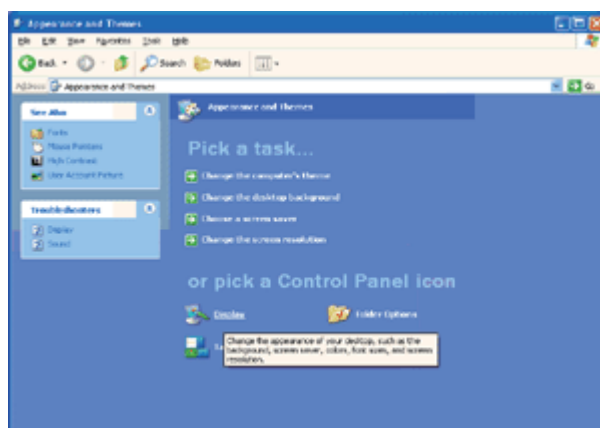 Appearance and Themes
File Edit View Favorites Tools Help
Back Search Folders
Address Appearance and Themes Go
See Also
Fonts
Mouse Pointers
High Contrast
User Account Picture
Troubleshooters
Display
Sound
Appearance and Themes
Pick a task...
Change the computer's theme
Change the desktop background
Choose a screen saver
Change the screen resolution
or pick a Control Panel icon
Display Folder Options
Change the appearance of your desktop, such as the
background, screen saver, colors, font sizes, and screen
resolution.